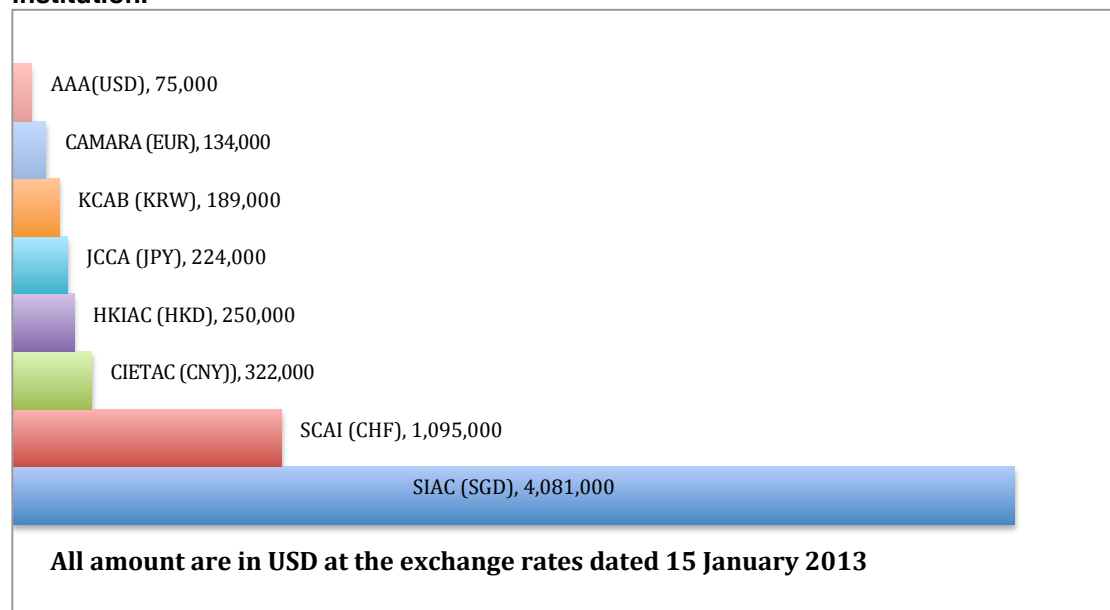 institution.
AAA(USD), 75,000
CAMARA (EUR), 134,000
KCAB (KRW), 189,000
JCCA (JPY), 224,000
HKIAC (HKD), 250,000
CIETAC (CNY)), 322,000
SCAI (CHF), 1,095,000
SIAC (SGD), 4,081,000
All amount are in USD at the exchange rates dated 15 January 2013